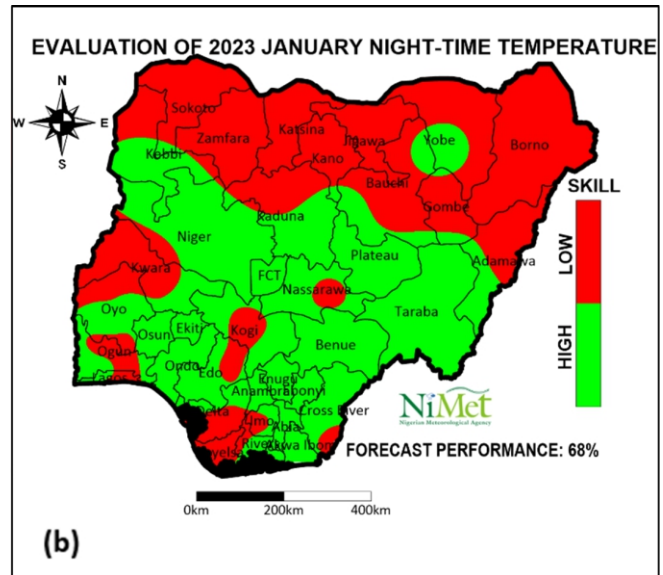 EVALUATION OF 2023 JANUARY NIGHT-TIME TEMPERATURE
N
W E
S
Sokoto
Zamfara
Katsina
Jigawa
Yobe
Borno
Kano
Kebbi
Bauchi
Gombe
Kaduna
Niger
Plateau
Adamawa
Kwara
FCT
Nassarawa
Taraba
Oyo
Kogi
Ekiti
Osun
Benue
Ogun
Ondo
Edo
Enugu
Lagos
Anambra
Ebonyi
Delta
Cross River
Imo
Abia
Rivers
Akwa Ibom
Bayelsa
SKILL
LOW
HIGH
NiMet
Nigerian Meteorological Agency
FORECAST PERFORMANCE: 68%
0km 200km 400km
(b)